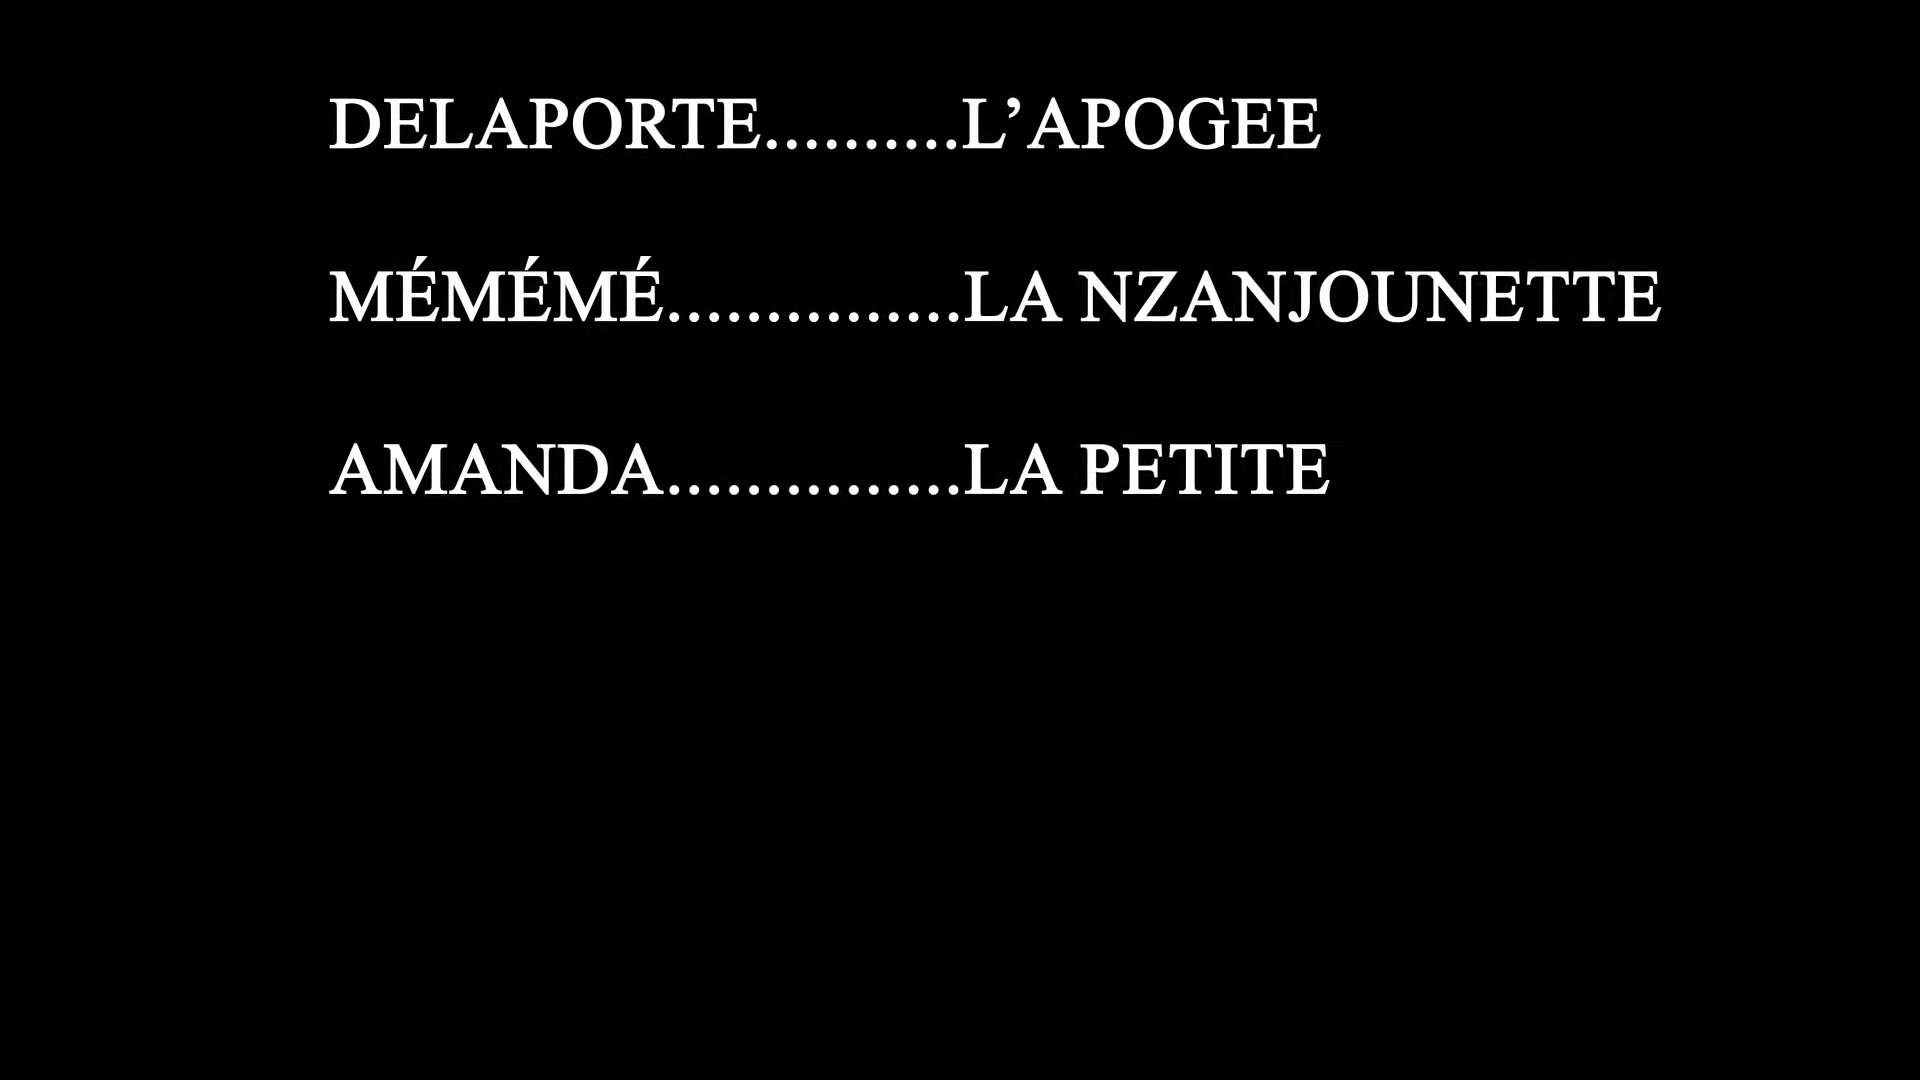 DELAPORTE..........L’APOGEE
MÉMÉMÉ...............LA NZANJOUNETTE
AMANDA...............LA PETITE